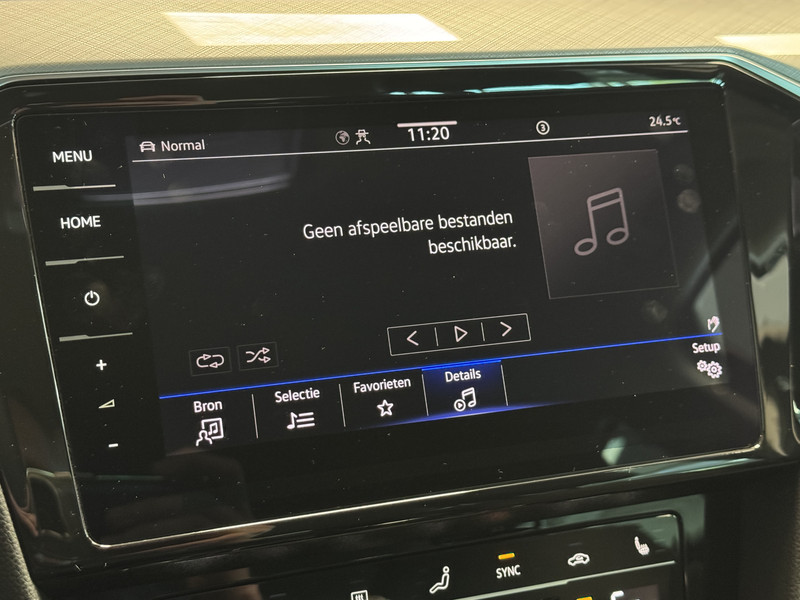 Normal
11:20
3
24.5°C
MENU
HOME
Geen afspeelbare bestanden
beschikbaar.
+
-
Bron
Selectie
Favorieten
Details
Setup
SYNC